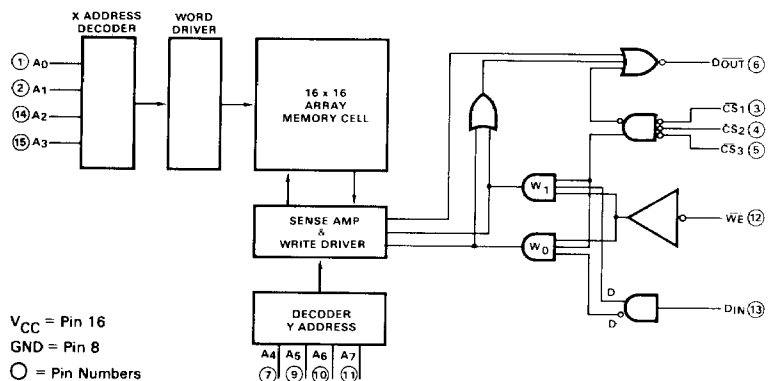 X ADDRESS
DECODER
WORD
DRIVER
1 A0
2 A1
14 A2
15 A3
16 x 16
ARRAY
MEMORY CELL
SENSE AMP
&
WRITE DRIVER
DECODER
Y ADDRESS
A4 A5 A6 A7
7 9 10 11
W1
W0
D
D
DOUT 6
CS1 3
CS2 4
CS3 5
WE 12
DIN 13
VCC = Pin 16
GND = Pin 8
O = Pin Numbers